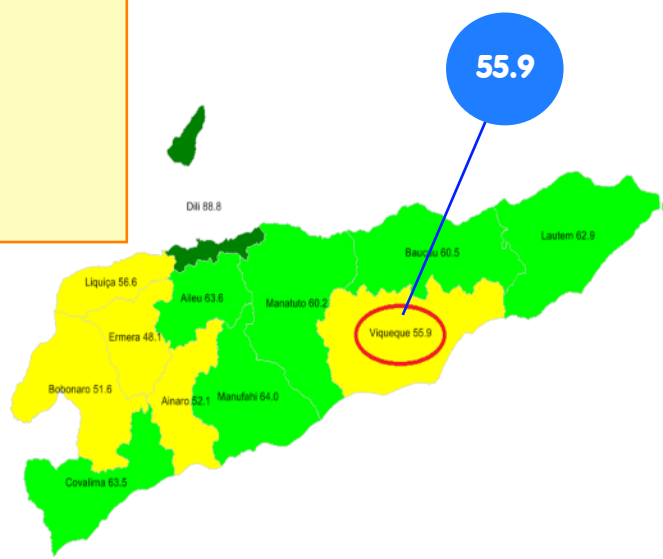 55.9
Dili 88.8
Lautem 62.9
Baucau 60.5
Liquiça 56.6
Aileu 63.6
Manatuto 60.2
Viqueque 55.9
Ermera 48.1
Bobonaro 51.6
Ainaro 52.1
Manufahi 64.0
Covalima 63.5